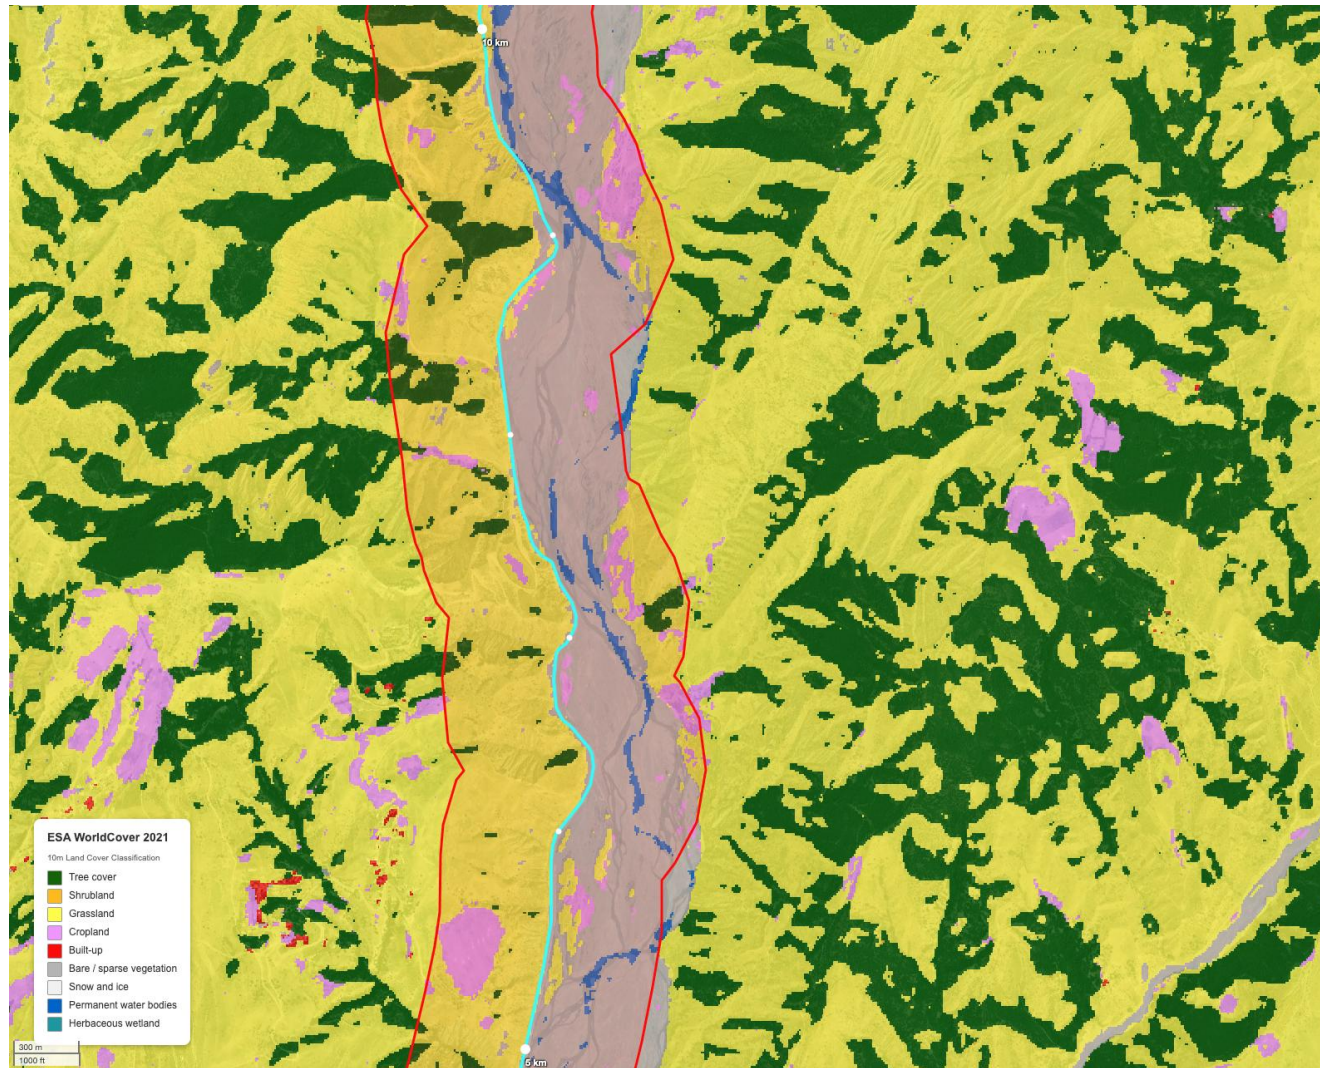 10 km
ESA WorldCover 2021
10m Land Cover Classification
Tree cover
Shrubland
Grassland
Cropland
Built-up
Bare / sparse vegetation
Snow and ice
Permanent water bodies
Herbaceous wetland
300 m
1000 ft
5 km